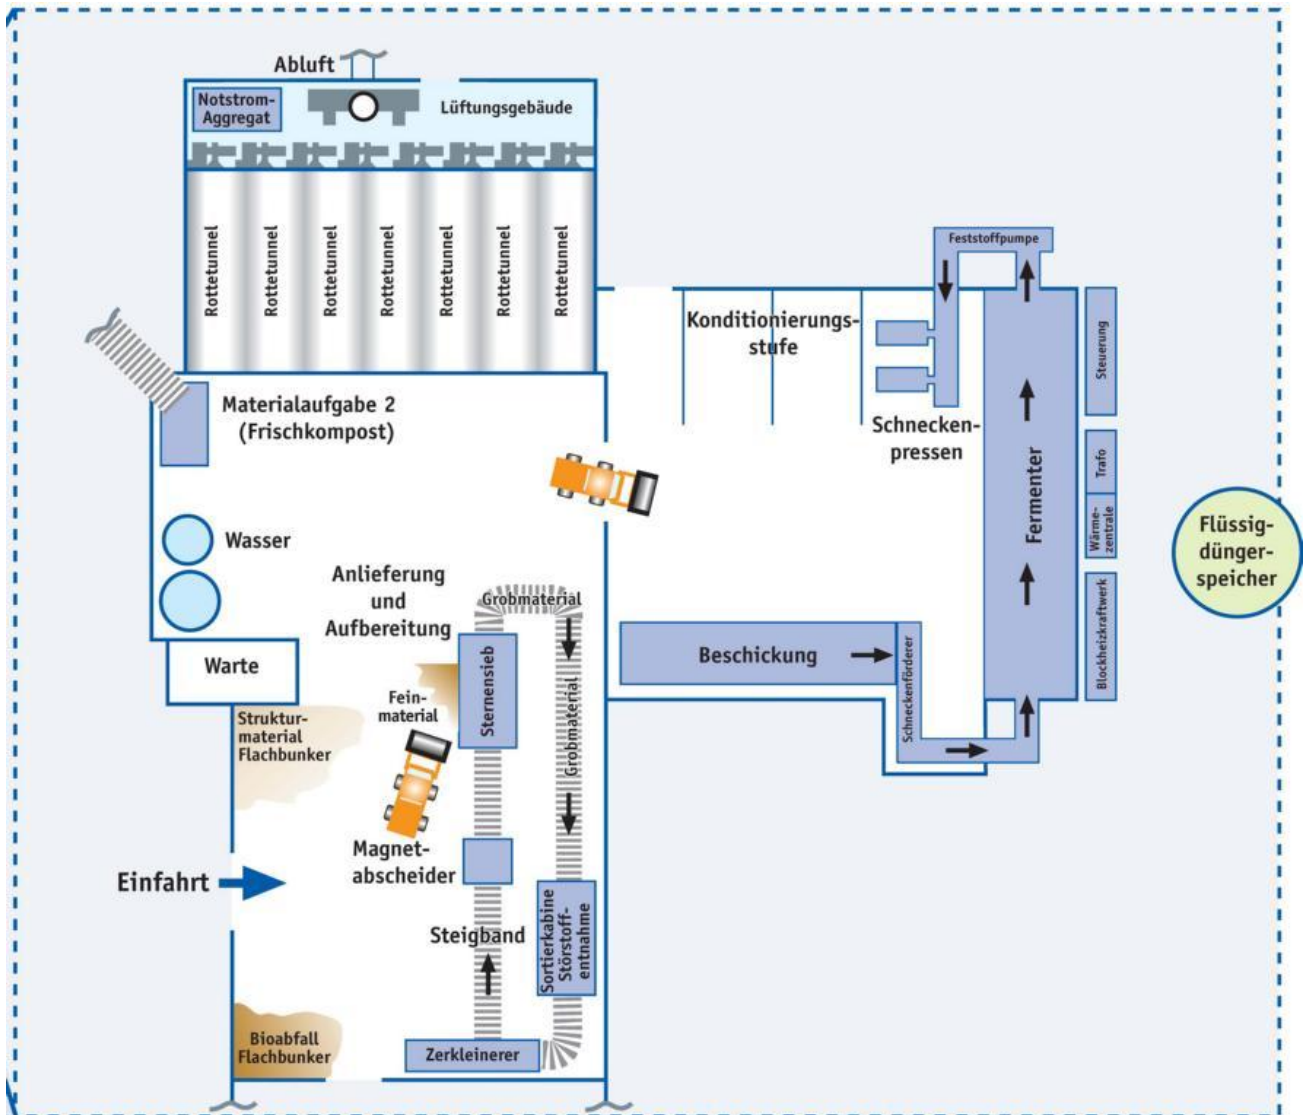 Abluft
Notstrom-
Aggregat
Lüftungsgebäude
Rottetunnel
Rottetunnel
Rottetunnel
Rottetunnel
Rottetunnel
Rottetunnel
Rottetunnel
Feststoffpumpe
Konditionierungs-
stufe
Steuerung
Materialaufgabe 2
(Frischkompost)
Schnecken-
pressen
Trafo
Fermenter
Wärme-
zentrale
Flüssig-
dünger-
speicher
Wasser
Anlieferung
und
Aufbereitung
Grobmaterial
Blockheizkraftwerk
Beschickung
Schneckenförderer
Warte
Sternensieb
Fein-
material
Grobmaterial
Struktur-
material
Flachbunker
Magnet-
abscheider
Einfahrt
Steigband
Sortierkabine
Störstoff-
entnahme
Bioabfall
Flachbunker
Zerkleinerer